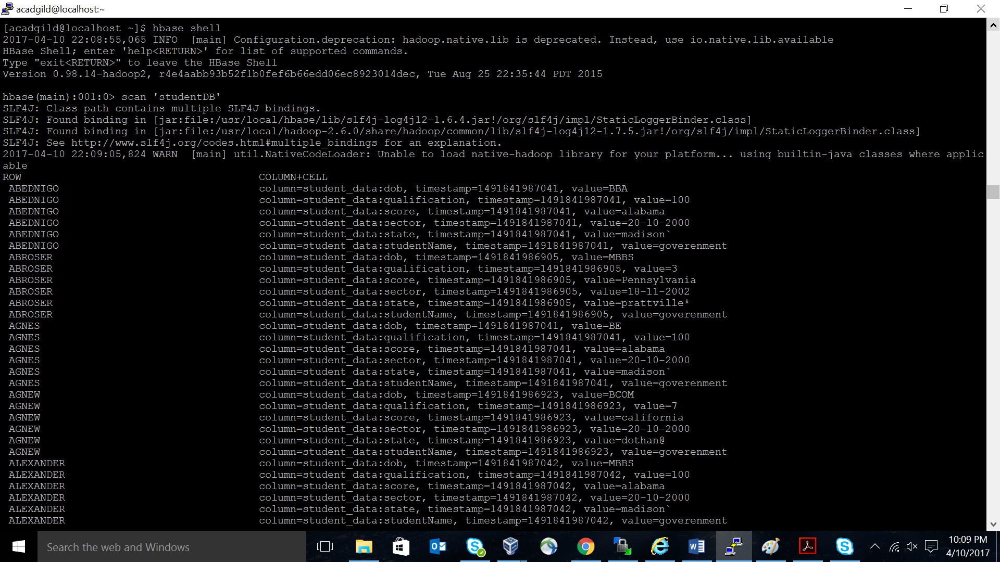 acadgild@localhost:~
[acadgild@localhost ~]$ hbase shell
2017-04-10 22:08:55,065 INFO  [main] Configuration.deprecation: hadoop.native.lib is deprecated. Instead, use io.native.lib.available
HBase Shell; enter 'help<RETURN>' for list of supported commands.
Type "exit<RETURN>" to leave the HBase Shell
Version 0.98.14-hadoop2, r4e4aabb93b52f1b0fef6b66edd06ec8923014dec, Tue Aug 25 22:35:44 PDT 2015
hbase(main):001:0> scan 'studentDB'
SLF4J: Class path contains multiple SLF4J bindings.
SLF4J: Found binding in [jar:file:/usr/local/hbase/lib/slf4j-log4j12-1.6.4.jar!/org/slf4j/impl/StaticLoggerBinder.class]
SLF4J: Found binding in [jar:file:/usr/local/hadoop-2.6.0/share/hadoop/common/lib/slf4j-log4j12-1.7.5.jar!/org/slf4j/impl/StaticLoggerBinder.class]
SLF4J: See http://www.slf4j.org/codes.html#multiple_bindings for an explanation.
2017-04-10 22:09:05,824 WARN  [main] util.NativeCodeLoader: Unable to load native-hadoop library for your platform... using builtin-java classes where applic
able
ROW COLUMN+CELL
ABEDNIGO column=student_data:dob, timestamp=1491841987041, value=BBA
ABEDNIGO column=student_data:qualification, timestamp=1491841987041, value=100
ABEDNIGO column=student_data:score, timestamp=1491841987041, value=alabama
ABEDNIGO column=student_data:sector, timestamp=1491841987041, value=20-10-2000
ABEDNIGO column=student_data:state, timestamp=1491841987041, value=madison`
ABEDNIGO column=student_data:studentName, timestamp=1491841987041, value=goverenment
ABROSER column=student_data:dob, timestamp=1491841986905, value=MBBS
ABROSER column=student_data:qualification, timestamp=1491841986905, value=3
ABROSER column=student_data:score, timestamp=1491841986905, value=Pennsylvania
ABROSER column=student_data:sector, timestamp=1491841986905, value=18-11-2002
ABROSER column=student_data:state, timestamp=1491841986905, value=prattville*
ABROSER column=student_data:studentName, timestamp=1491841986905, value=goverenment
AGNES column=student_data:dob, timestamp=1491841987041, value=BE
AGNES column=student_data:qualification, timestamp=1491841987041, value=100
AGNES column=student_data:score, timestamp=1491841987041, value=alabama
AGNES column=student_data:sector, timestamp=1491841987041, value=20-10-2000
AGNES column=student_data:state, timestamp=1491841987041, value=madison`
AGNES column=student_data:studentName, timestamp=1491841987041, value=goverenment
AGNEW column=student_data:dob, timestamp=1491841986923, value=BCOM
AGNEW column=student_data:qualification, timestamp=1491841986923, value=7
AGNEW column=student_data:score, timestamp=1491841986923, value=california
AGNEW column=student_data:sector, timestamp=1491841986923, value=20-10-2000
AGNEW column=student_data:state, timestamp=1491841986923, value=dothan@
AGNEW column=student_data:studentName, timestamp=1491841986923, value=goverenment
ALEXANDER column=student_data:dob, timestamp=1491841987042, value=MBBS
ALEXANDER column=student_data:qualification, timestamp=1491841987042, value=100
ALEXANDER column=student_data:score, timestamp=1491841987042, value=alabama
ALEXANDER column=student_data:sector, timestamp=1491841987042, value=20-10-2000
ALEXANDER column=student_data:state, timestamp=1491841987042, value=madison`
ALEXANDER column=student_data:studentName, timestamp=1491841987042, value=goverenment
Search the web and Windows
10:09 PM
4/10/2017